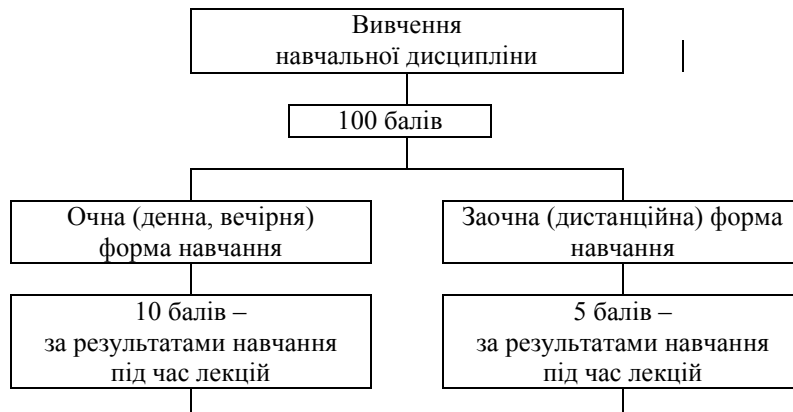 Вивчення
навчальної дисципліни
100 балів
Очна (денна, вечірня)
форма навчання
Заочна (дистанційна) форма
навчання
10 балів –
за результатами навчання
під час лекцій
5 балів –
за результатами навчання
під час лекцій